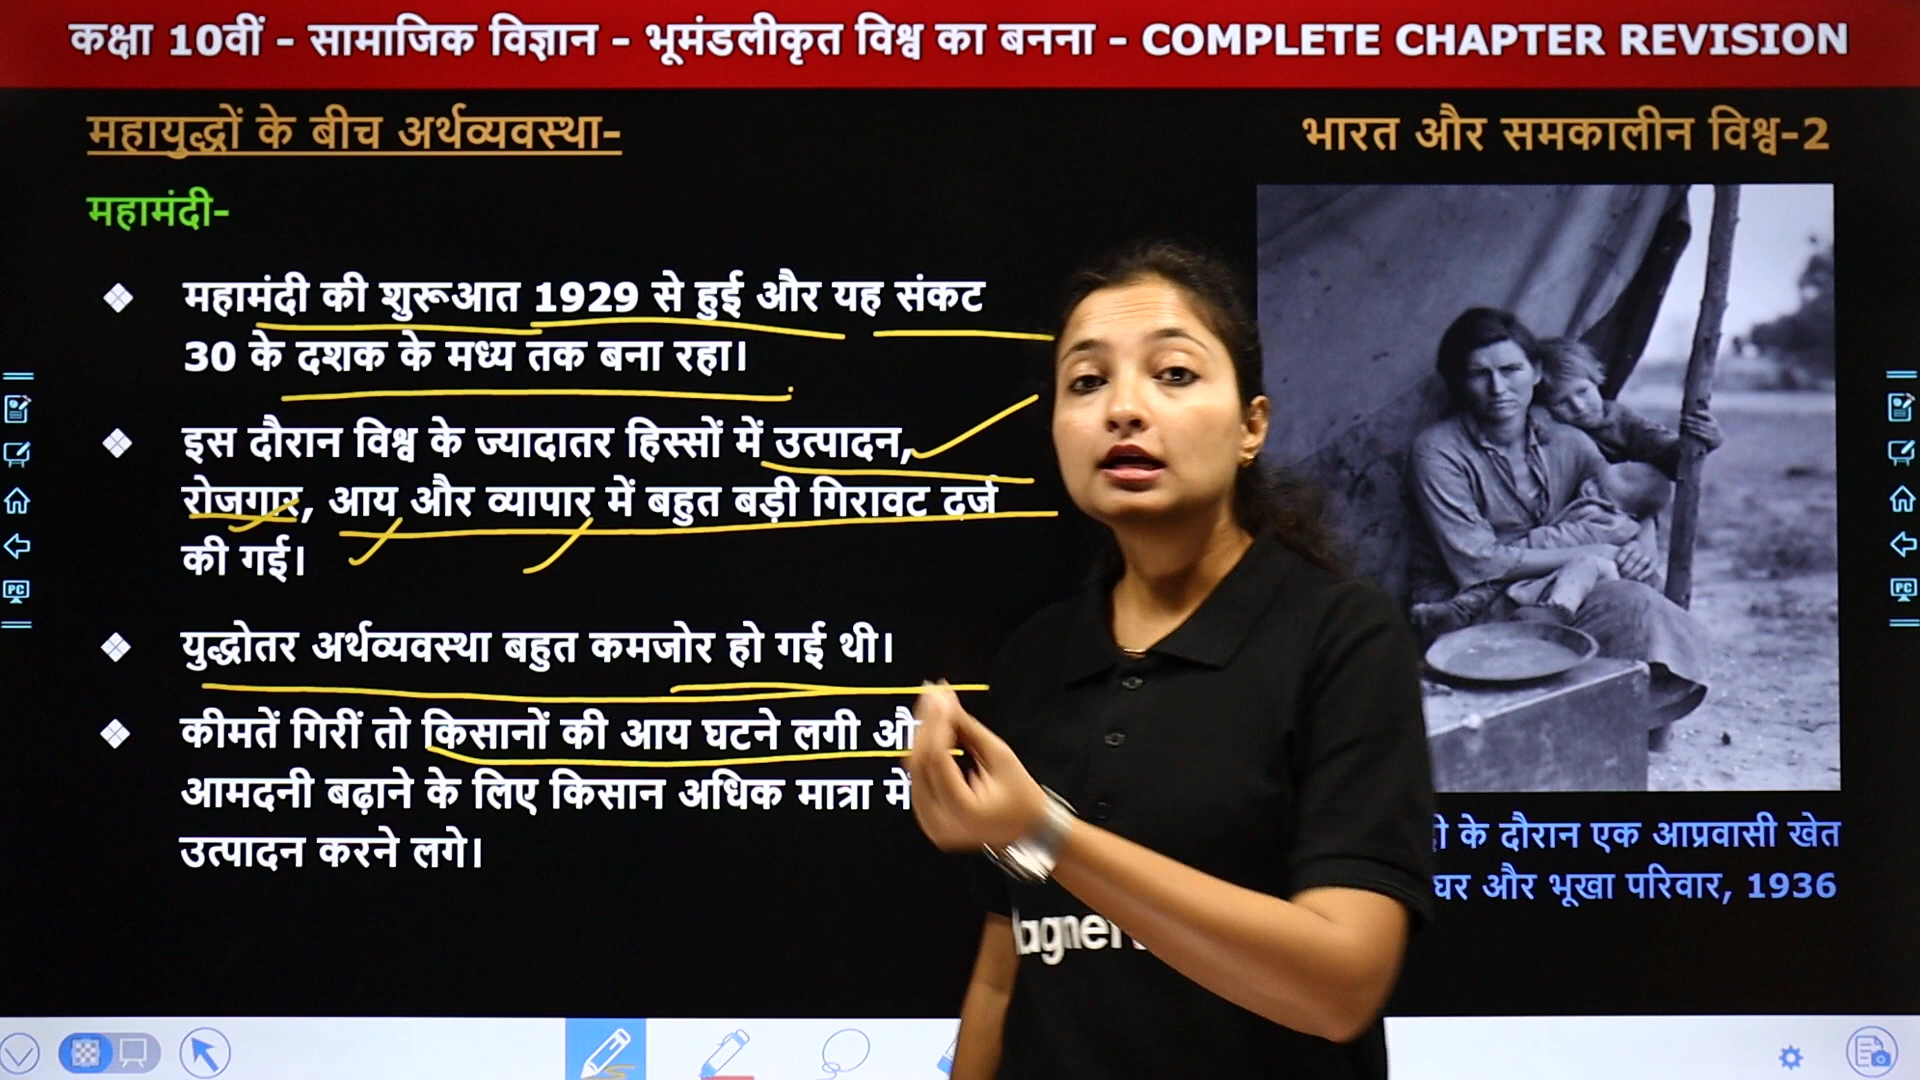 कक्षा 10वीं - सामाजिक विज्ञान - भूमंडलीकृत विश्व का बनना - COMPLETE CHAPTER REVISION
महायुद्धों के बीच अर्थव्यवस्था-
भारत और समकालीन विश्व-2
महामंदी-
महामंदी की शुरूआत 1929 से हुई और यह संकट
30 के दशक के मध्य तक बना रहा।
इस दौरान विश्व के ज्यादातर हिस्सों में उत्पादन,
रोजगार, आय और व्यापार में बहुत बड़ी गिरावट दर्ज
की गई।
युद्धोतर अर्थव्यवस्था बहुत कमजोर हो गई थी।
कीमतें गिरीं तो किसानों की आय घटने लगी
आमदनी बढ़ाने के लिए किसान अधिक मात्रा में
उत्पादन करने लगे।
के दौरान एक आप्रवासी खेत
घर और भूखा परिवार, 1936
PC
PC